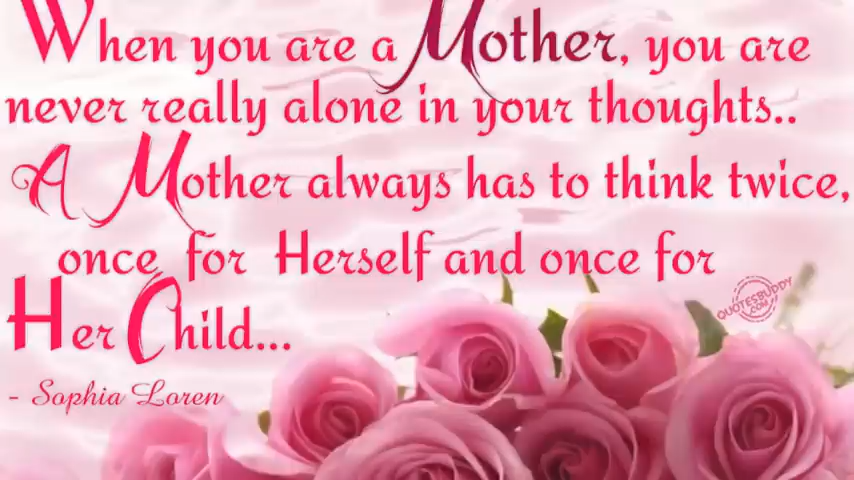 When you are a Mother, you are
never really alone in your thoughts..
A Mother always has to think twice,
once for Herself and once for
Her Child...
- Sophia Loren
QUOTESBUDDY
.COM